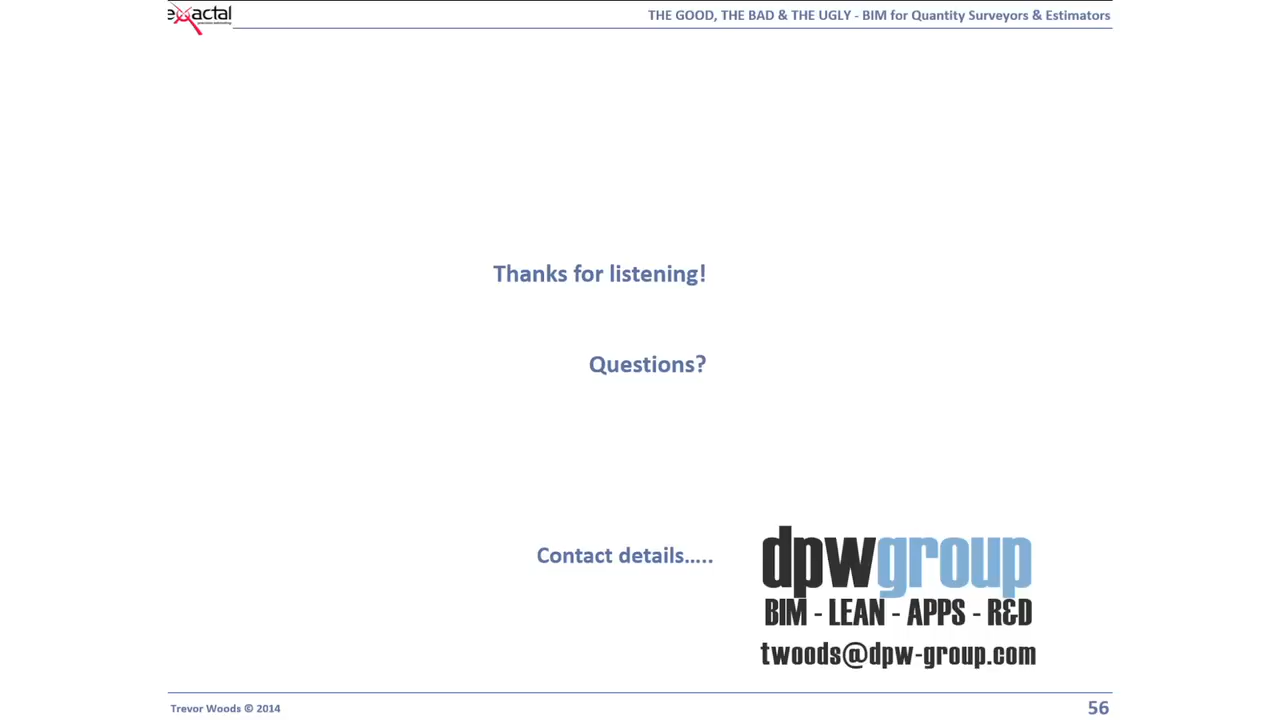 exactal
THE GOOD, THE BAD & THE UGLY - BIM for Quantity Surveyors & Estimators
Thanks for listening!
Questions?
Contact details.....
dpwgroup
BIM - LEAN - APPS - R&D
twoods@dpw-group.com
Trevor Woods © 2014
56